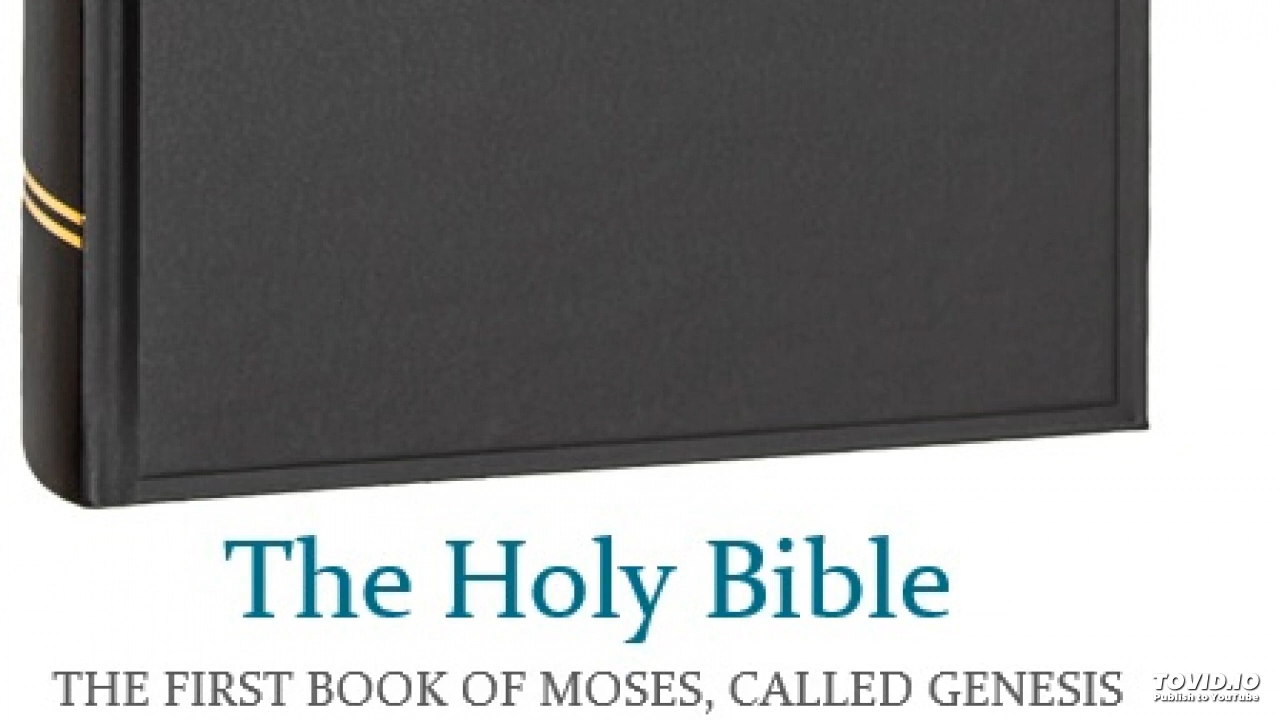 The Holy Bible
THE FIRST BOOK OF MOSES, CALLED GENESIS
TOVID.IO
Publish to YouTube